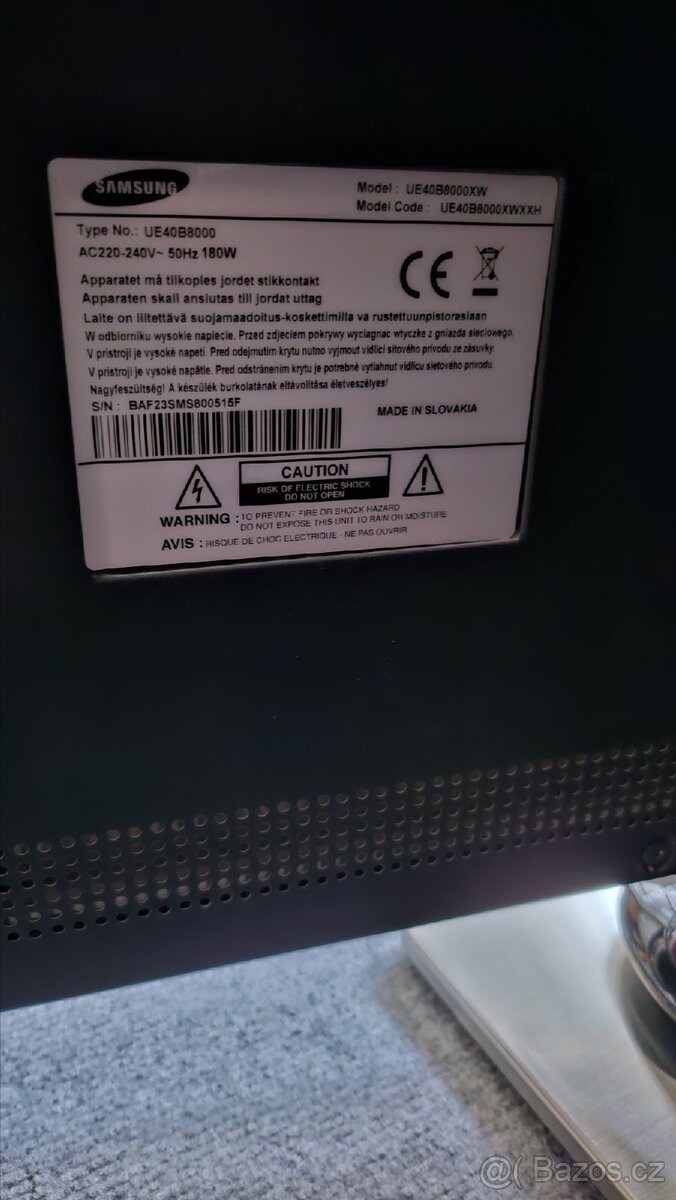 SAMSUNG
Model : UE40B8000XW
Model Code : UE40B8000XWXXH
Type No.: UE40B8000
AC220-240V~ 50Hz 180W
Apparatet må tilkoples jordet stikkontakt
Apparaten skall anslutas till jordat uttag
Laite on liitettävä suojamaadoitus-koskettimilla va rustettuunpistorasiaan
W odbiorniku wysokie napiecie. Przed zdjeciem pokrywy wyciagnac wtyczke z gniazda sieciowego.
V pristroji je vysoké napeti. Pred odejmutím krytu nutno vyjmout vidlici sítového prívodu ze zásuvky.
V pristroji je vysoké napätie. Pred odstránením krytu je potrebné vytiahnut vidlicu sietového prívodu.
Nagyfeszültség! A készülék burkolatának eltávolítása életveszélyes!
S/N : BAF23SMS800515F
MADE IN SLOVAKIA
CAUTION
RISK OF ELECTRIC SHOCK
DO NOT OPEN
WARNING : TO PREVENT FIRE OR SHOCK HAZARD
DO NOT EXPOSE THIS UNIT TO RAIN OR MOISTURE
AVIS : RISQUE DE CHOC ELECTRIQUE - NE PAS OUVRIR
@( Bazos.cz